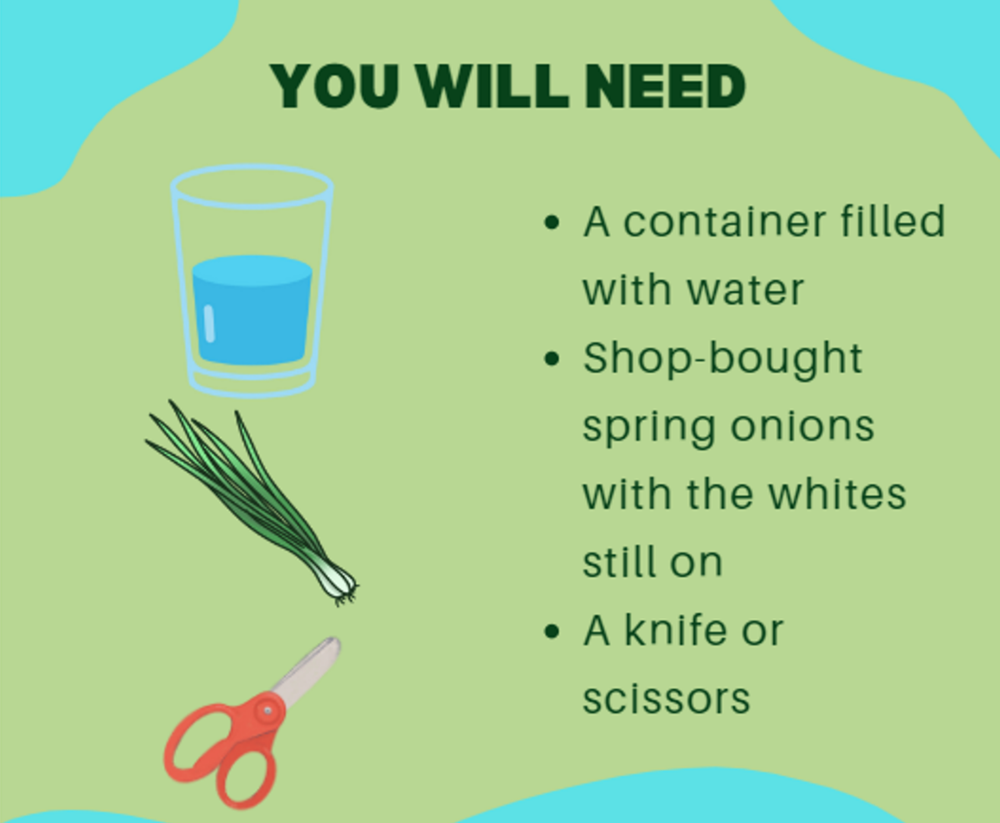 YOU WILL NEED
• A container filled
with water
• Shop-bought
spring onions
with the whites
still on
• A knife or
scissors